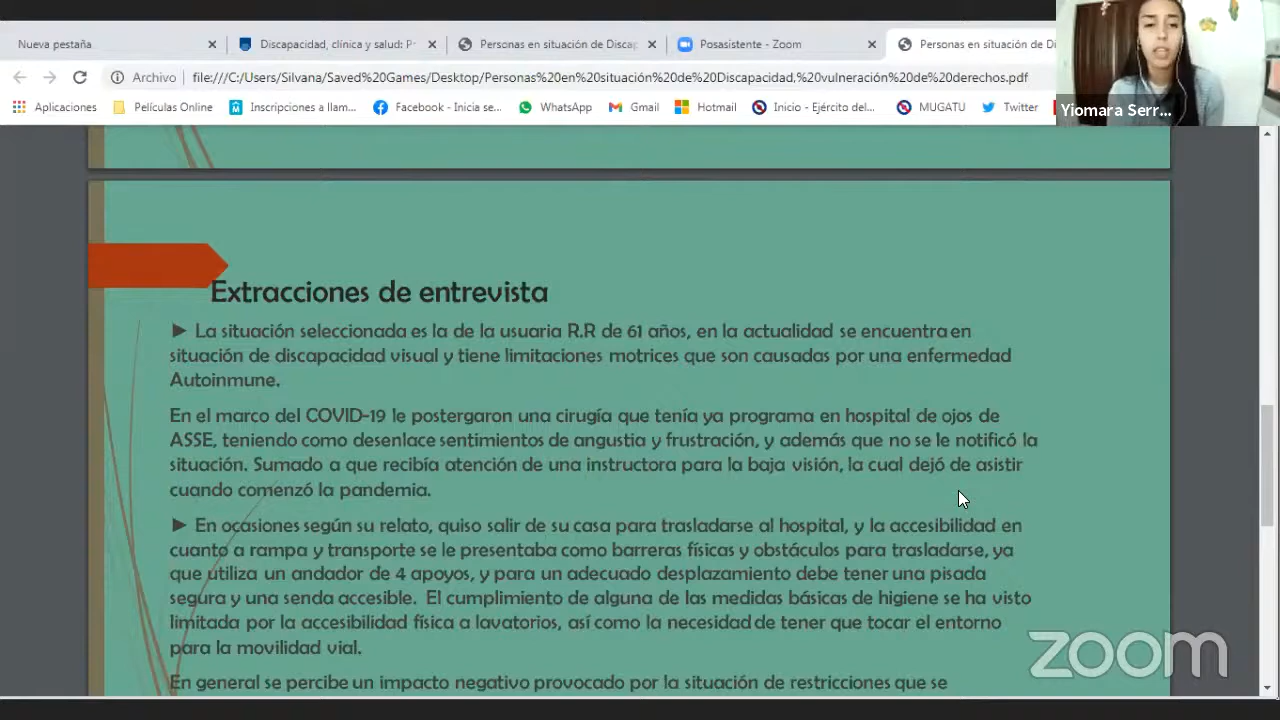 Nueva pestaña
Discapacidad, clínica y salud: P
Personas en situación de Discap
Posasistente - Zoom
Personas en situación de Di
Archivo
file:///C:/Users/Silvana/Saved%20Games/Desktop/Personas%20en%20situación%20de%20Discapacidad,%20vulneración%20de%20derechos.pdf
Yiomara Serr...
Aplicaciones
Películas Online
Inscripciones a llam...
Facebook - Inicia se...
WhatsApp
Gmail
Hotmail
Inicio - Ejército del...
MUGATU
Twitter
Extracciones de entrevista
► La situación seleccionada es la de la usuaria R.R de 61 años, en la actualidad se encuentra en
situación de discapacidad visual y tiene limitaciones motrices que son causadas por una enfermedad
Autoinmune.
En el marco del COVID-19 le postergaron una cirugía que tenía ya programa en hospital de ojos de
ASSE, teniendo como desenlace sentimientos de angustia y frustración, y además que no se le notificó la
situación. Sumado a que recibía atención de una instructora para la baja visión, la cual dejó de asistir
cuando comenzó la pandemia.
► En ocasiones según su relato, quiso salir de su casa para trasladarse al hospital, y la accesibilidad en
cuanto a rampa y transporte se le presentaba como barreras físicas y obstáculos para trasladarse, ya
que utiliza un andador de 4 apoyos, y para un adecuado desplazamiento debe tener una pisada
segura y una senda accesible. El cumplimiento de alguna de las medidas básicas de higiene se ha visto
limitada por la accesibilidad física a lavatorios, así como la necesidad de tener que tocar el entorno
para la movilidad vial.
En general se percibe un impacto negativo provocado por la situación de restricciones que se
zoom